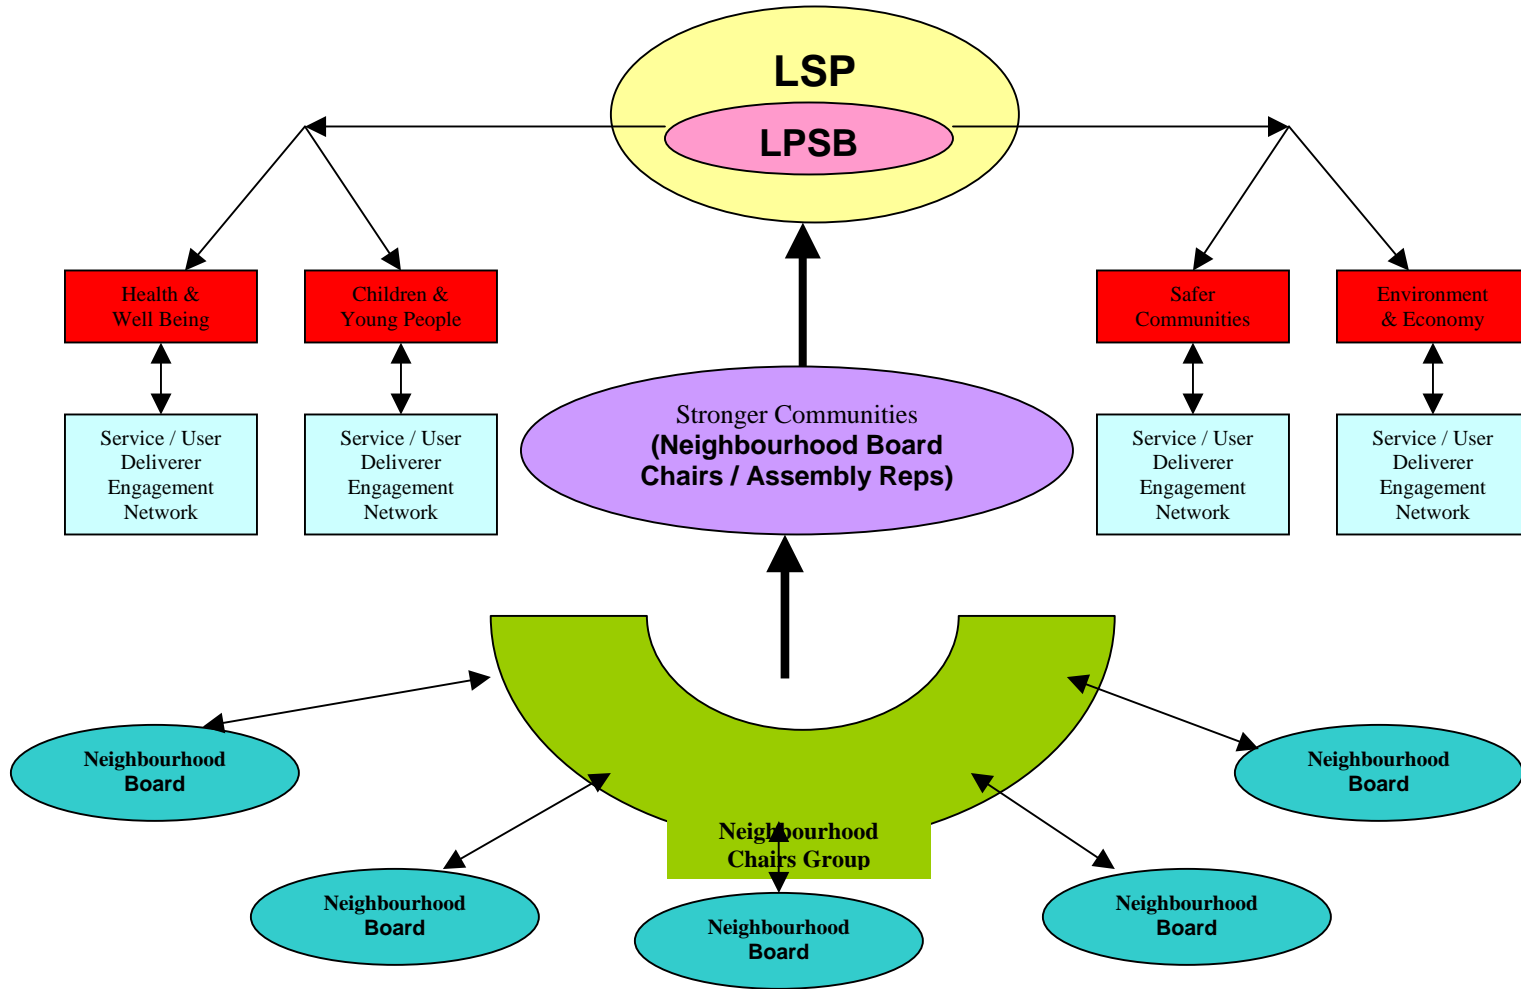 LSP
LPSB
Health &
Well Being
Children &
Young People
Safer
Communities
Environment
& Economy
Stronger Communities
(Neighbourhood Board
Chairs / Assembly Reps)
Service / User
Deliverer
Engagement
Network
Service / User
Deliverer
Engagement
Network
Service / User
Deliverer
Engagement
Network
Service / User
Deliverer
Engagement
Network
Neighbourhood
Board
Neighbourhood
Board
Neighbourhood
Chairs Group
Neighbourhood
Board
Neighbourhood
Board
Neighbourhood
Board